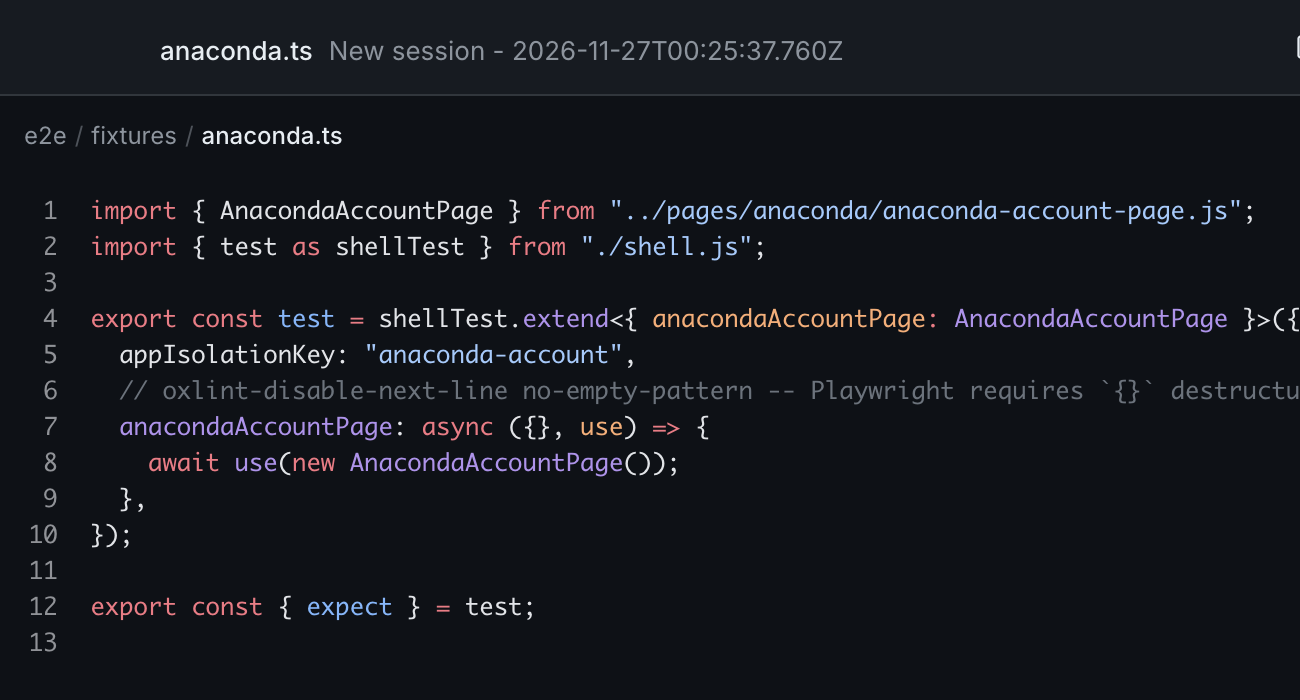 anaconda.ts New session - 2026-11-27T00:25:37.760Z
e2e / fixtures / anaconda.ts
1 import { AnacondaAccountPage } from "../pages/anaconda/anaconda-account-page.js";
2 import { test as shellTest } from "./shell.js";
3
4 export const test = shellTest.extend<{ anacondaAccountPage: AnacondaAccountPage }>({
5   appIsolationKey: "anaconda-account",
6   // oxlint-disable-next-line no-empty-pattern -- Playwright requires `{}` destructu
7   anacondaAccountPage: async ({}, use) => {
8     await use(new AnacondaAccountPage());
9   },
10 });
11
12 export const { expect } = test;
13